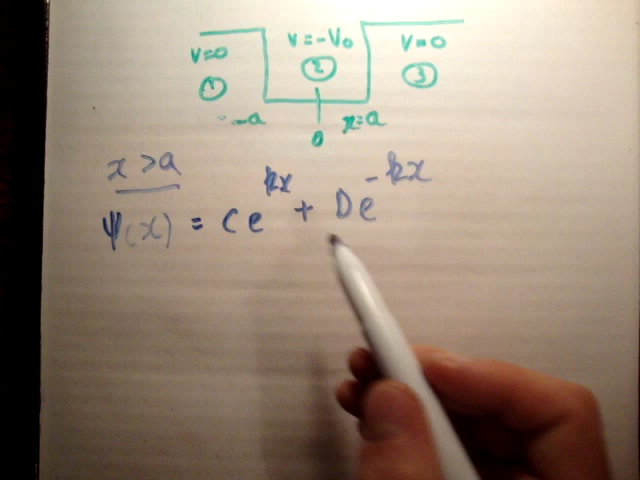 v=0 v=-V₀ v=0
① ② ③
-a 0 x=a
x>a
ψ(x) = Ce^{kx} + De^{-kx}